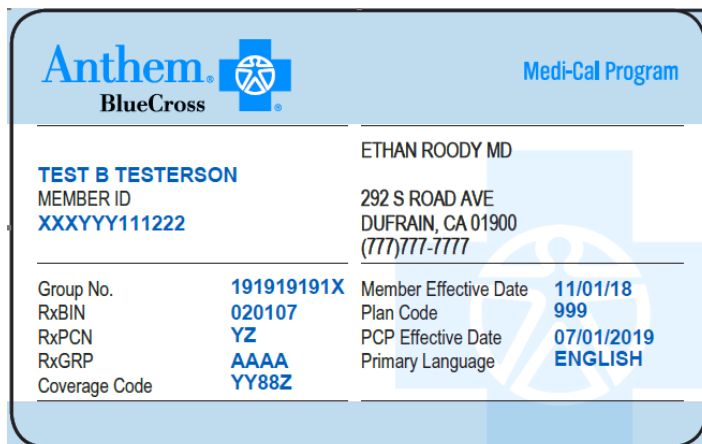 Anthem®
BlueCross ®
Medi-Cal Program
TEST B TESTERSON
MEMBER ID
XXXYYY111222
ETHAN ROODY MD
292 S ROAD AVE
DUFRAIN, CA 01900
(777)777-7777
Group No. 191919191X
RxBIN 020107
RxPCN YZ
RxGRP AAAA
Coverage Code YY88Z
Member Effective Date 11/01/18
Plan Code 999
PCP Effective Date 07/01/2019
Primary Language ENGLISH